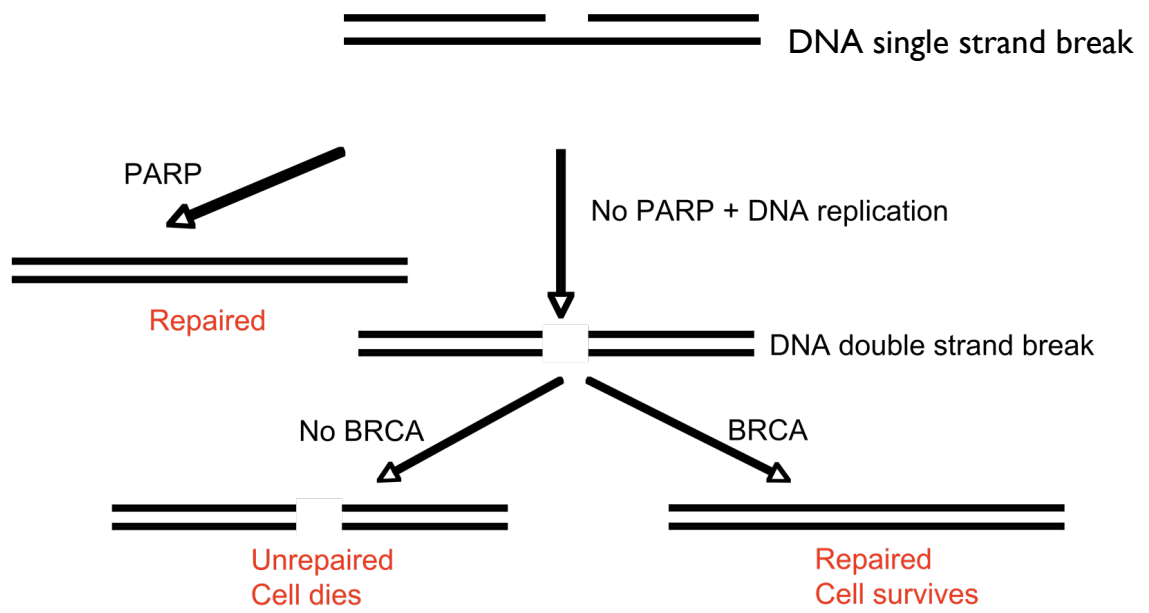 DNA single strand break
PARP
No PARP + DNA replication
Repaired
DNA double strand break
No BRCA
BRCA
Unrepaired
Cell dies
Repaired
Cell survives